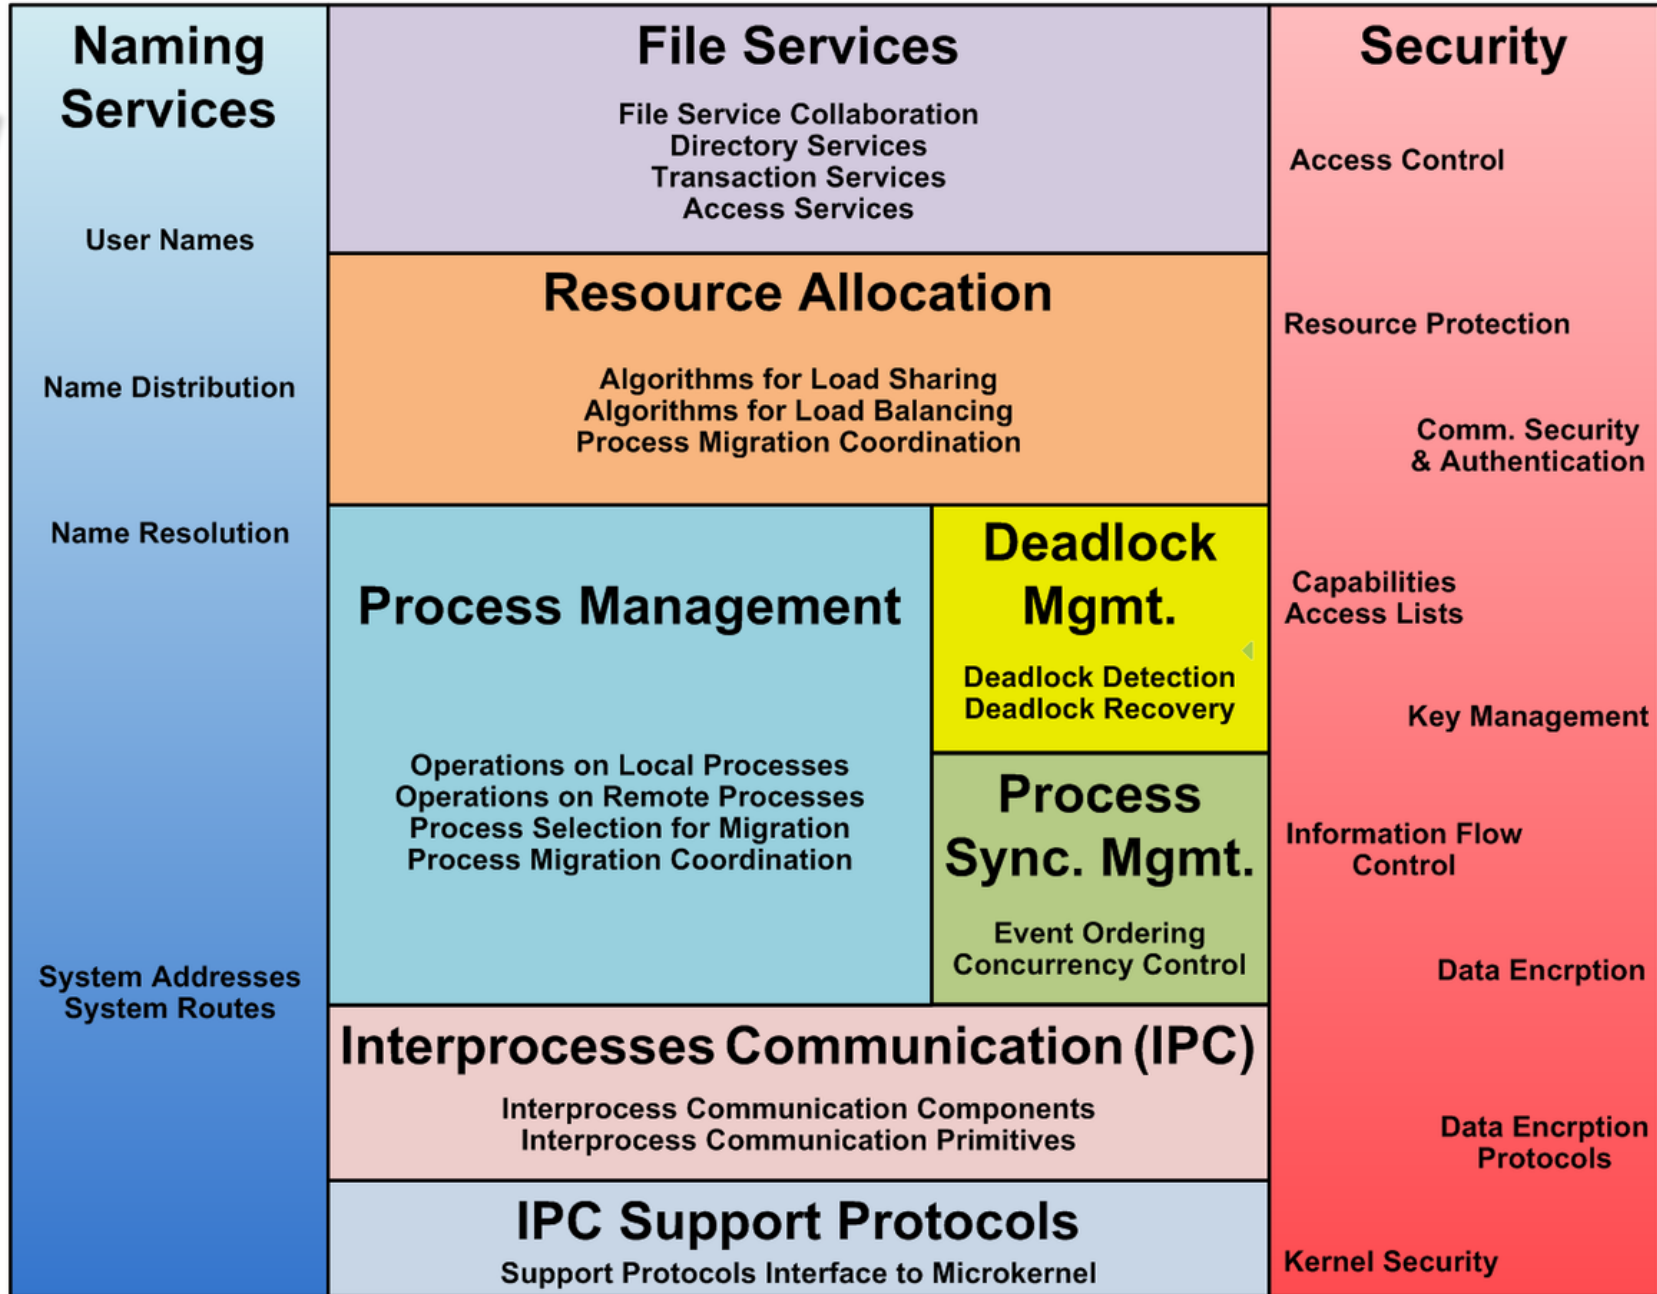 Naming
Services
User Names
Name Distribution
Name Resolution
System Addresses
System Routes
File Services
File Service Collaboration
Directory Services
Transaction Services
Access Services
Resource Allocation
Algorithms for Load Sharing
Algorithms for Load Balancing
Process Migration Coordination
Process Management
Operations on Local Processes
Operations on Remote Processes
Process Selection for Migration
Process Migration Coordination
Deadlock
Mgmt.
Deadlock Detection
Deadlock Recovery
Process
Sync. Mgmt.
Event Ordering
Concurrency Control
Interprocesses Communication (IPC)
Interprocess Communication Components
Interprocess Communication Primitives
IPC Support Protocols
Support Protocols Interface to Microkernel
Security
Access Control
Resource Protection
Comm. Security
& Authentication
Capabilities
Access Lists
Key Management
Information Flow
Control
Data Encrption
Data Encrption
Protocols
Kernel Security